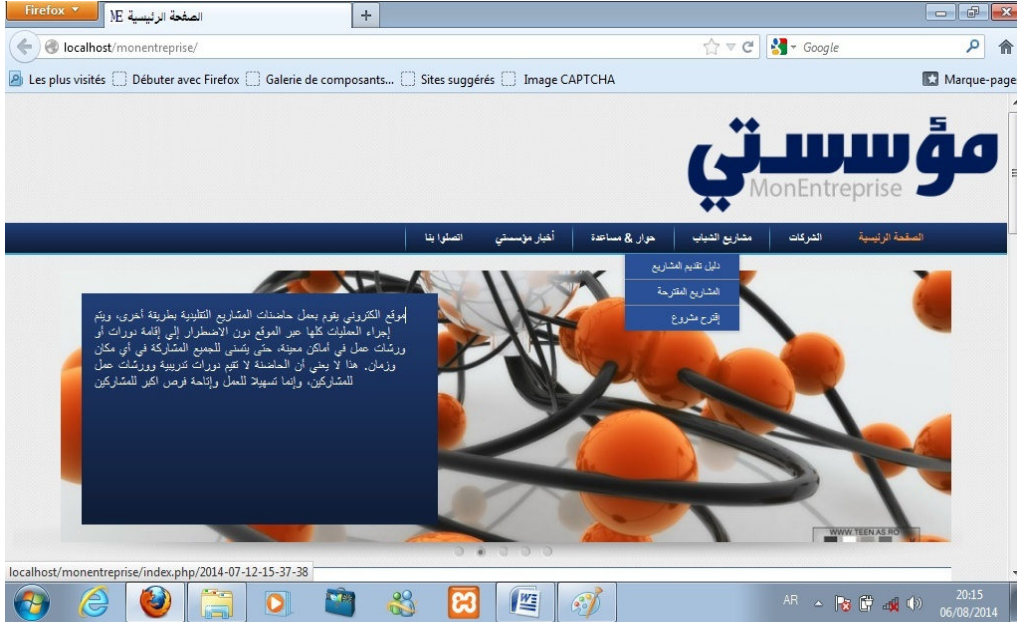 Firefox
الصفحة الرئيسية
localhost/monentreprise/
Google
Les plus visités Débuter avec Firefox Galerie de composants... Sites suggérés Image CAPTCHA Marque-page
مؤسستي
MonEntreprise
الصفحة الرئيسية الشركات مشاريع الشباب حوار & مساعدة أخبار مؤسستي اتصلوا بنا
دليل تقديم المشاريع
المشاريع المقترحة
إقترح مشروع
موقع الكتروني يقوم بعمل حاضنات المشاريع التقليدية بطريقة أخرى، ويتم
إجراء العمليات كلها عبر الموقع دون الاضطرار إلى إقامة دورات أو
ورشات عمل في أماكن معينة، حتى يتسنى للجميع المشاركة في أي مكان
وزمان. هذا لا يعني أن الحاضنة لا تقيم دورات تدريبية وورشات عمل
للمشاركين، وإنما تسهيلا للعمل وإتاحة فرص اكبر للمشاركين
WWW.TEENAS.RO
localhost/monentreprise/index.php/2014-07-12-15-37-38
AR
20:15
06/08/2014